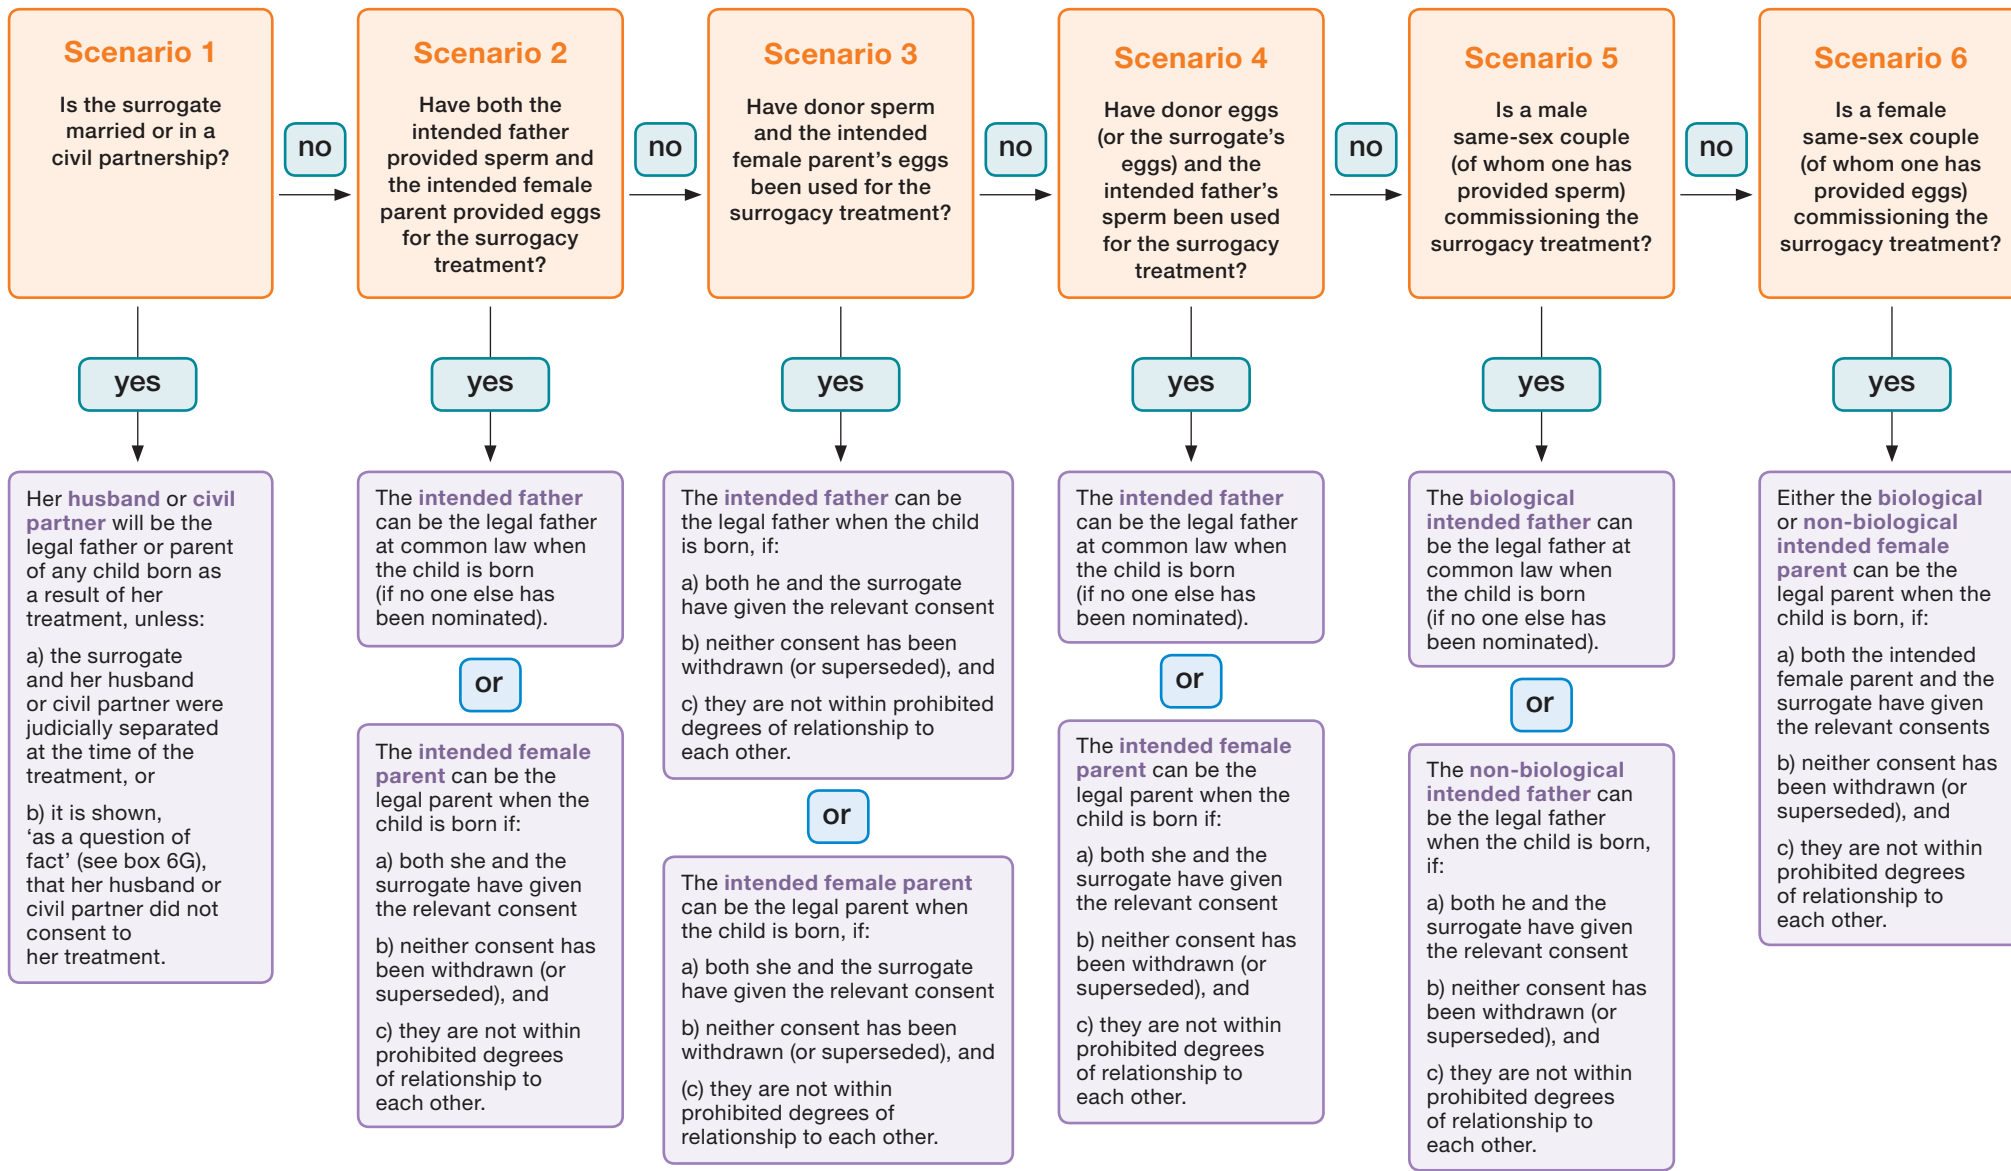 Scenario 1
Is the surrogate
married or in a
civil partnership?
no
Scenario 2
Have both the
intended father
provided sperm and
the intended female
parent provided eggs
for the surrogacy
treatment?
no
Scenario 3
Have donor sperm
and the intended
female parent’s eggs
been used for the
surrogacy treatment?
no
Scenario 4
Have donor eggs
(or the surrogate’s
eggs) and the
intended father’s
sperm been used
for the surrogacy
treatment?
no
Scenario 5
Is a male
same-sex couple
(of whom one has
provided sperm)
commissioning the
surrogacy treatment?
no
Scenario 6
Is a female
same-sex couple
(of whom one has
provided eggs)
commissioning the
surrogacy treatment?
yes
yes
yes
yes
yes
yes
Her husband or civil
partner will be the
legal father or parent
of any child born as
a result of her
treatment, unless:
a) the surrogate
and her husband
or civil partner were
judicially separated
at the time of the
treatment, or
b) it is shown,
‘as a question of
fact’ (see box 6G),
that her husband or
civil partner did not
consent to
her treatment.
The intended father
can be the legal father
at common law when
the child is born
(if no one else has
been nominated).
or
The intended female
parent can be the
legal parent when the
child is born if:
a) both she and the
surrogate have given
the relevant consent
b) neither consent has
been withdrawn (or
superseded), and
c) they are not within
prohibited degrees
of relationship to
each other.
The intended father can be
the legal father when the child
is born, if:
a) both he and the surrogate
have given the relevant consent
b) neither consent has been
withdrawn (or superseded), and
c) they are not within prohibited
degrees of relationship to
each other.
or
The intended female parent
can be the legal parent when
the child is born, if:
a) both she and the surrogate
have given the relevant consent
b) neither consent has been
withdrawn (or superseded), and
(c) they are not within
prohibited degrees of
relationship to each other.
The intended father
can be the legal father
at common law when
the child is born
(if no one else has
been nominated).
or
The intended female
parent can be the
legal parent when the
child is born if:
a) both she and the
surrogate have given
the relevant consent
b) neither consent has
been withdrawn (or
superseded), and
c) they are not within
prohibited degrees
of relationship to
each other.
The biological
intended father can
be the legal father at
common law when
the child is born
(if no one else has
been nominated).
or
The non-biological
intended father can
be the legal father
when the child is born,
if:
a) both he and the
surrogate have given
the relevant consent
b) neither consent has
been withdrawn (or
superseded), and
c) they are not within
prohibited degrees
of relationship to
each other.
Either the biological
or non-biological
intended female
parent can be the
legal parent when the
child is born, if:
a) both the intended
female parent and the
surrogate have given
the relevant consents
b) neither consent has
been withdrawn (or
superseded), and
c) they are not within
prohibited degrees
of relationship to
each other.